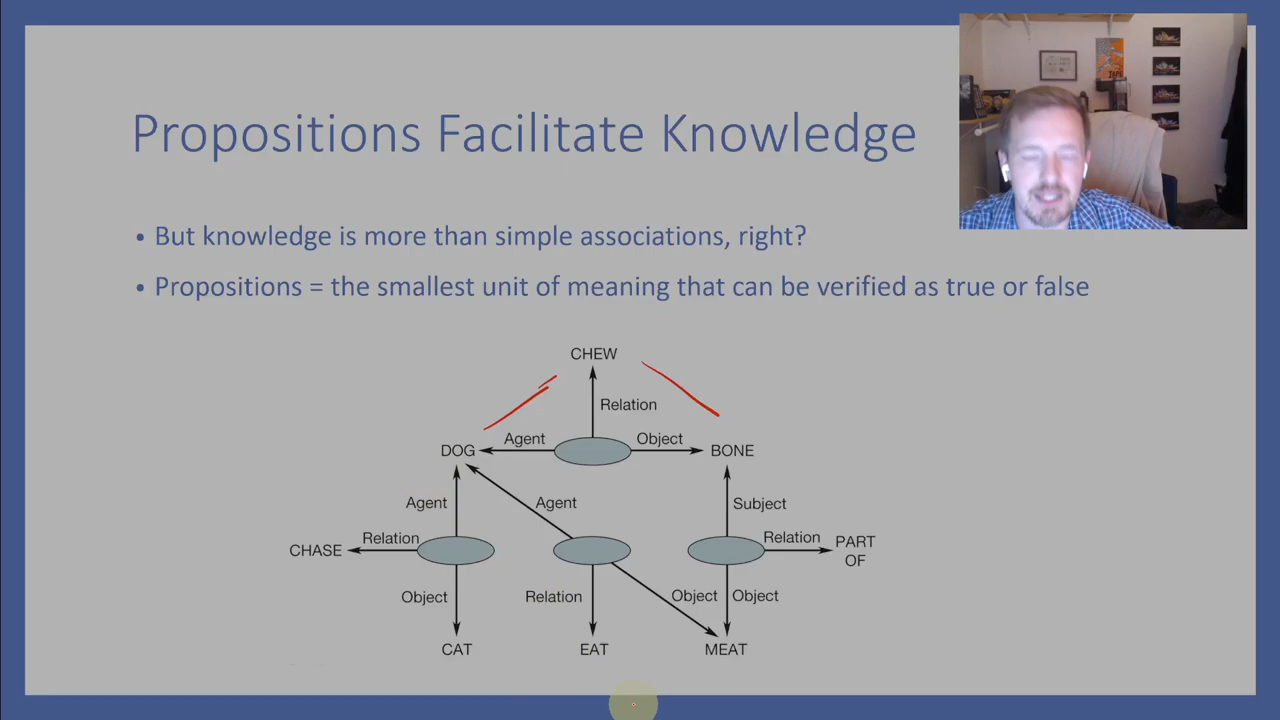 Propositions Facilitate Knowledge
• But knowledge is more than simple associations, right?
• Propositions = the smallest unit of meaning that can be verified as true or false
CHEW
Relation
DOG Agent Object BONE
Agent Agent Subject
CHASE Relation Relation PART OF
Object Relation Object Object
CAT EAT MEAT